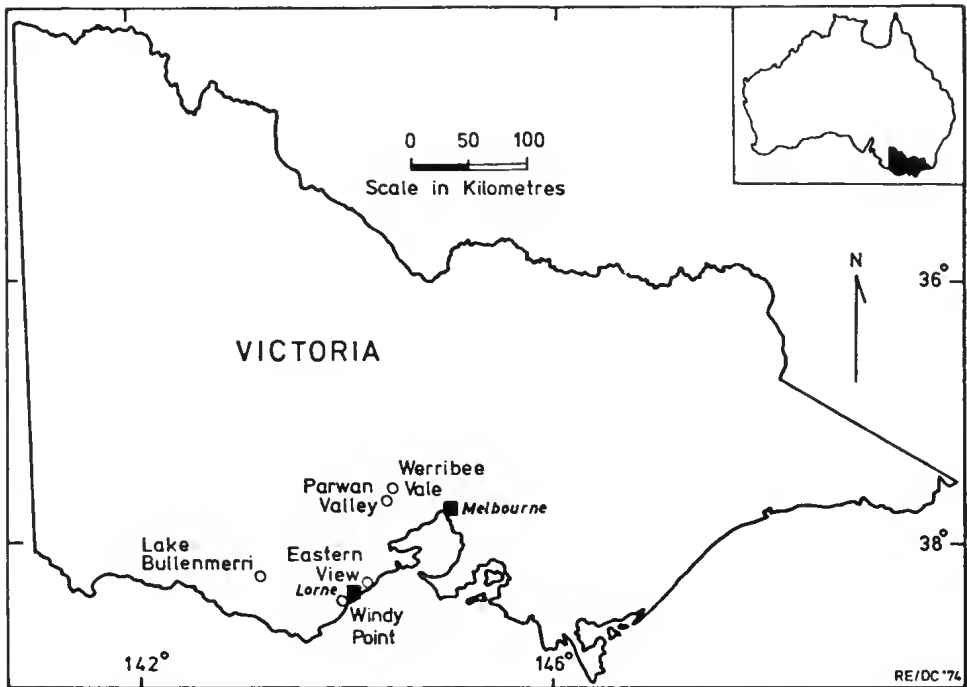 0 50 100
Scale in Kilometres
N
36°
VICTORIA
Werribee
Vale
Parwan
Valley
Melbourne
38°
Lake
Bullenmerri
Eastern
View
Lorne
Windy
Point
142°
146°
RE/DC '74